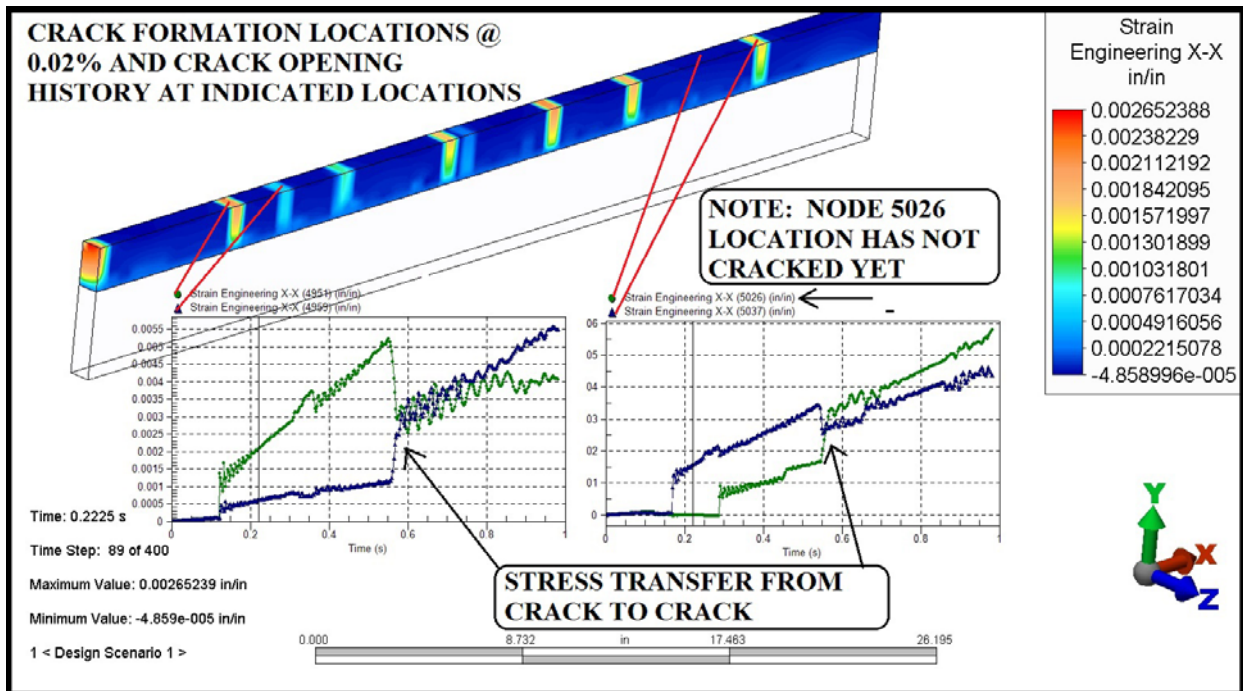 CRACK FORMATION LOCATIONS @
0.02% AND CRACK OPENING
HISTORY AT INDICATED LOCATIONS
Strain
Engineering X-X
in/in
0.002652388
0.00238229
0.002112192
0.001842095
0.001571997
0.001301899
0.001031801
0.0007617034
0.0004916056
0.0002215078
-4.858996e-005
NOTE: NODE 5026
LOCATION HAS NOT
CRACKED YET
Strain Engineering X-X (4951) (in/in)
Strain Engineering X-X (4959) (in/in)
0.0055
0.005
0.0045
0.004
0.0035
0.003
0.0025
0.002
0.0015
0.001
0.0005
0
0 0.2 0.4 0.6 0.8 1
Time (s)
Strain Engineering X-X (5026) (in/in)
Strain Engineering X-X (5037) (in/in)
06
05
04
03
02
01
0
0 0.2 0.4 0.6 0.8 1
Time (s)
STRESS TRANSFER FROM
CRACK TO CRACK
Time: 0.2225 s
Time Step: 89 of 400
Maximum Value: 0.00265239 in/in
Minimum Value: -4.859e-005 in/in
1 < Design Scenario 1 >
0.000 8.732 in 17.463 26.195
Y
X
Z